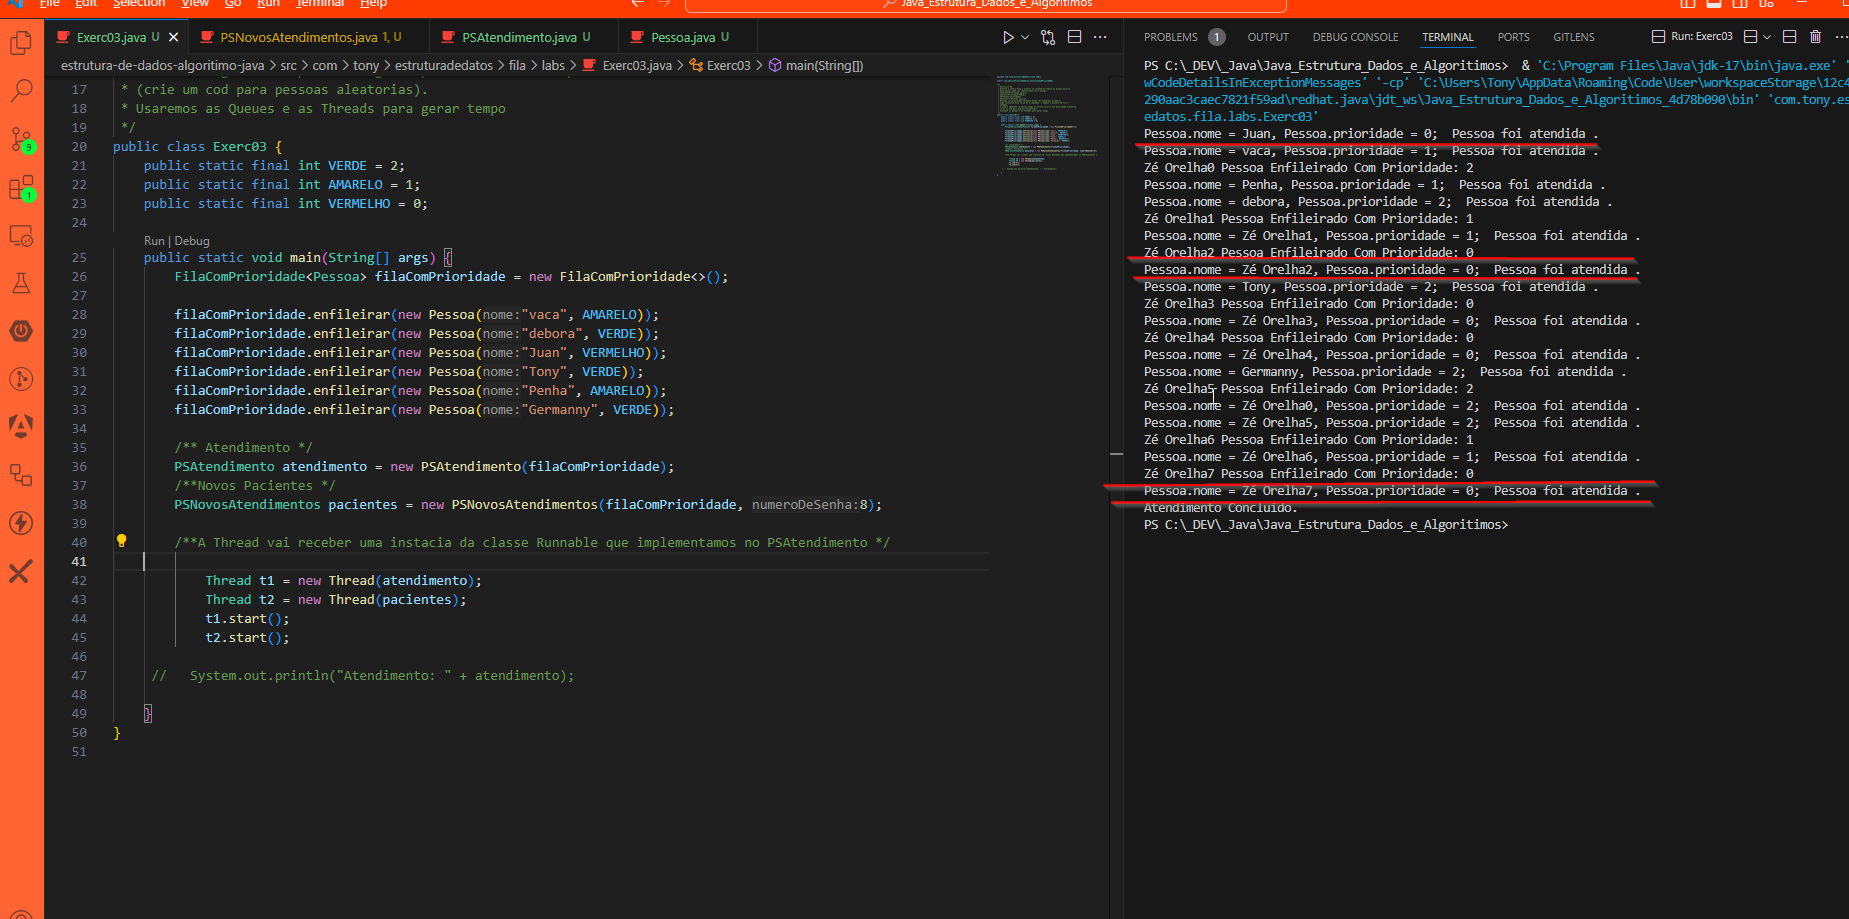 File Edit Selection View Go Run Terminal Help
Java_Estrutura_Dados_e_Algoritimos
Exerc03.java U
PSNovosAtendimentos.java 1, U
PSAtendimento.java U
Pessoa.java U
estrutura-de-dados-algoritimo-java > src > com > tony > estruturadedatos > fila > labs > Exerc03.java > Exerc03 > main(String[])
17 * (crie um cod para pessoas aleatorias).
18 * Usaremos as Queues e as Threads para gerar tempo
19 */
20 public class Exerc03 {
21 public static final int VERDE = 2;
22 public static final int AMARELO = 1;
23 public static final int VERMELHO = 0;
24
Run | Debug
25 public static void main(String[] args) {
26 FilaComPrioridade<Pessoa> filaComPrioridade = new FilaComPrioridade<>();
27
28 filaComPrioridade.enfileirar(new Pessoa(nome:"vaca", AMARELO));
29 filaComPrioridade.enfileirar(new Pessoa(nome:"debora", VERDE));
30 filaComPrioridade.enfileirar(new Pessoa(nome:"Juan", VERMELHO));
31 filaComPrioridade.enfileirar(new Pessoa(nome:"Tony", VERDE));
32 filaComPrioridade.enfileirar(new Pessoa(nome:"Penha", AMARELO));
33 filaComPrioridade.enfileirar(new Pessoa(nome:"Germanny", VERDE));
34
35 /** Atendimento */
36 PSAtendimento atendimento = new PSAtendimento(filaComPrioridade);
37 /**Novos Pacientes */
38 PSNovosAtendimentos pacientes = new PSNovosAtendimentos(filaComPrioridade, numeroDeSenha:8);
39
40 /**A Thread vai receber uma instacia da classe Runnable que implementamos no PSAtendimento */
41
42 Thread t1 = new Thread(atendimento);
43 Thread t2 = new Thread(pacientes);
44 t1.start();
45 t2.start();
46
47 // System.out.println("Atendimento: " + atendimento);
48
49 }
50 }
51
PROBLEMS 1 OUTPUT DEBUG CONSOLE TERMINAL PORTS GITLENS Run: Exerc03
PS C:\_DEV\_Java\Java_Estrutura_Dados_e_Algoritimos> & 'C:\Program Files\Java\jdk-17\bin\java.exe' '
wCodeDetailsInExceptionMessages' '-cp' 'C:\Users\Tony\AppData\Roaming\Code\User\workspaceStorage\12c4
290aac3caec7821f59ad\redhat.java\jdt_ws\Java_Estrutura_Dados_e_Algoritimos_4d78b090\bin' 'com.tony.es
edatos.fila.labs.Exerc03'
Pessoa.nome = Juan, Pessoa.prioridade = 0; Pessoa foi atendida .
Pessoa.nome = vaca, Pessoa.prioridade = 1; Pessoa foi atendida .
Zé Orelha0 Pessoa Enfileirado Com Prioridade: 2
Pessoa.nome = Penha, Pessoa.prioridade = 1; Pessoa foi atendida .
Pessoa.nome = debora, Pessoa.prioridade = 2; Pessoa foi atendida .
Zé Orelha1 Pessoa Enfileirado Com Prioridade: 1
Pessoa.nome = Zé Orelha1, Pessoa.prioridade = 1; Pessoa foi atendida .
Zé Orelha2 Pessoa Enfileirado Com Prioridade: 0
Pessoa.nome = Zé Orelha2, Pessoa.prioridade = 0; Pessoa foi atendida .
Pessoa.nome = Tony, Pessoa.prioridade = 2; Pessoa foi atendida .
Zé Orelha3 Pessoa Enfileirado Com Prioridade: 0
Pessoa.nome = Zé Orelha3, Pessoa.prioridade = 0; Pessoa foi atendida .
Zé Orelha4 Pessoa Enfileirado Com Prioridade: 0
Pessoa.nome = Zé Orelha4, Pessoa.prioridade = 0; Pessoa foi atendida .
Pessoa.nome = Germanny, Pessoa.prioridade = 2; Pessoa foi atendida .
Zé Orelha5 Pessoa Enfileirado Com Prioridade: 2
Pessoa.nome = Zé Orelha0, Pessoa.prioridade = 2; Pessoa foi atendida .
Pessoa.nome = Zé Orelha5, Pessoa.prioridade = 2; Pessoa foi atendida .
Zé Orelha6 Pessoa Enfileirado Com Prioridade: 1
Pessoa.nome = Zé Orelha6, Pessoa.prioridade = 1; Pessoa foi atendida .
Zé Orelha7 Pessoa Enfileirado Com Prioridade: 0
Pessoa.nome = Zé Orelha7, Pessoa.prioridade = 0; Pessoa foi atendida .
Atendimento Concluido.
PS C:\_DEV\_Java\Java_Estrutura_Dados_e_Algoritimos>
9
1